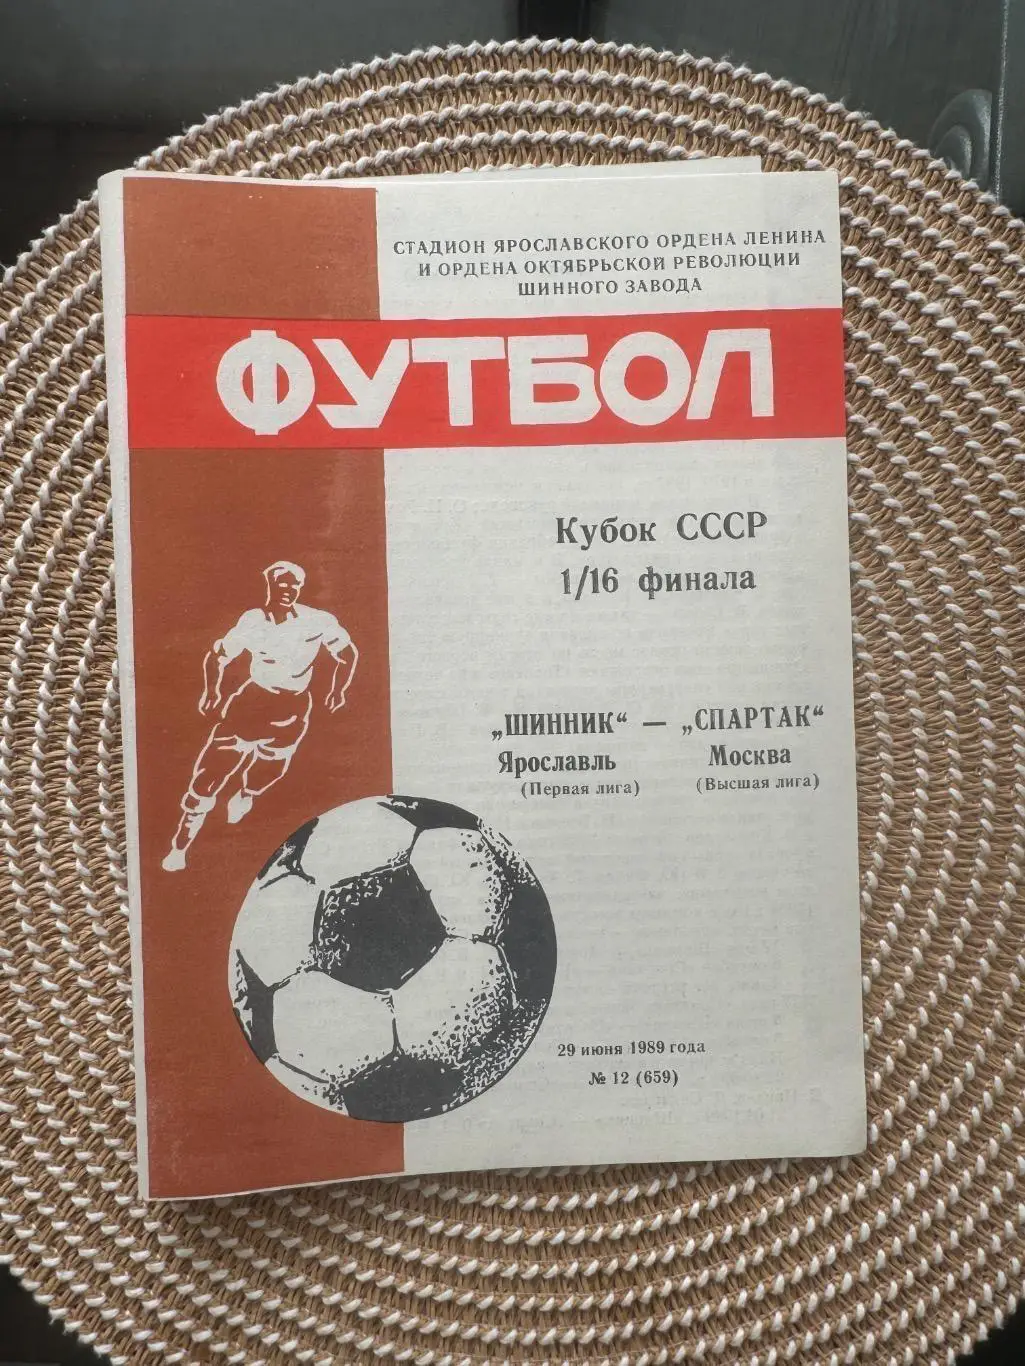 СТАДИОН ЯРОСЛАВСКОГО ОРДЕНА ЛЕНИНА
И ОРДЕНА ОКТЯБРЬСКОЙ РЕВОЛЮЦИИ
ШИННОГО ЗАВОДА
ФУТБОЛ
Кубок СССР
1/16 финала
„ШИННИК“ — „СПАРТАК“
Ярославль Москва
(Первая лига) (Высшая лига)
29 июня 1989 года
№ 12 (659)